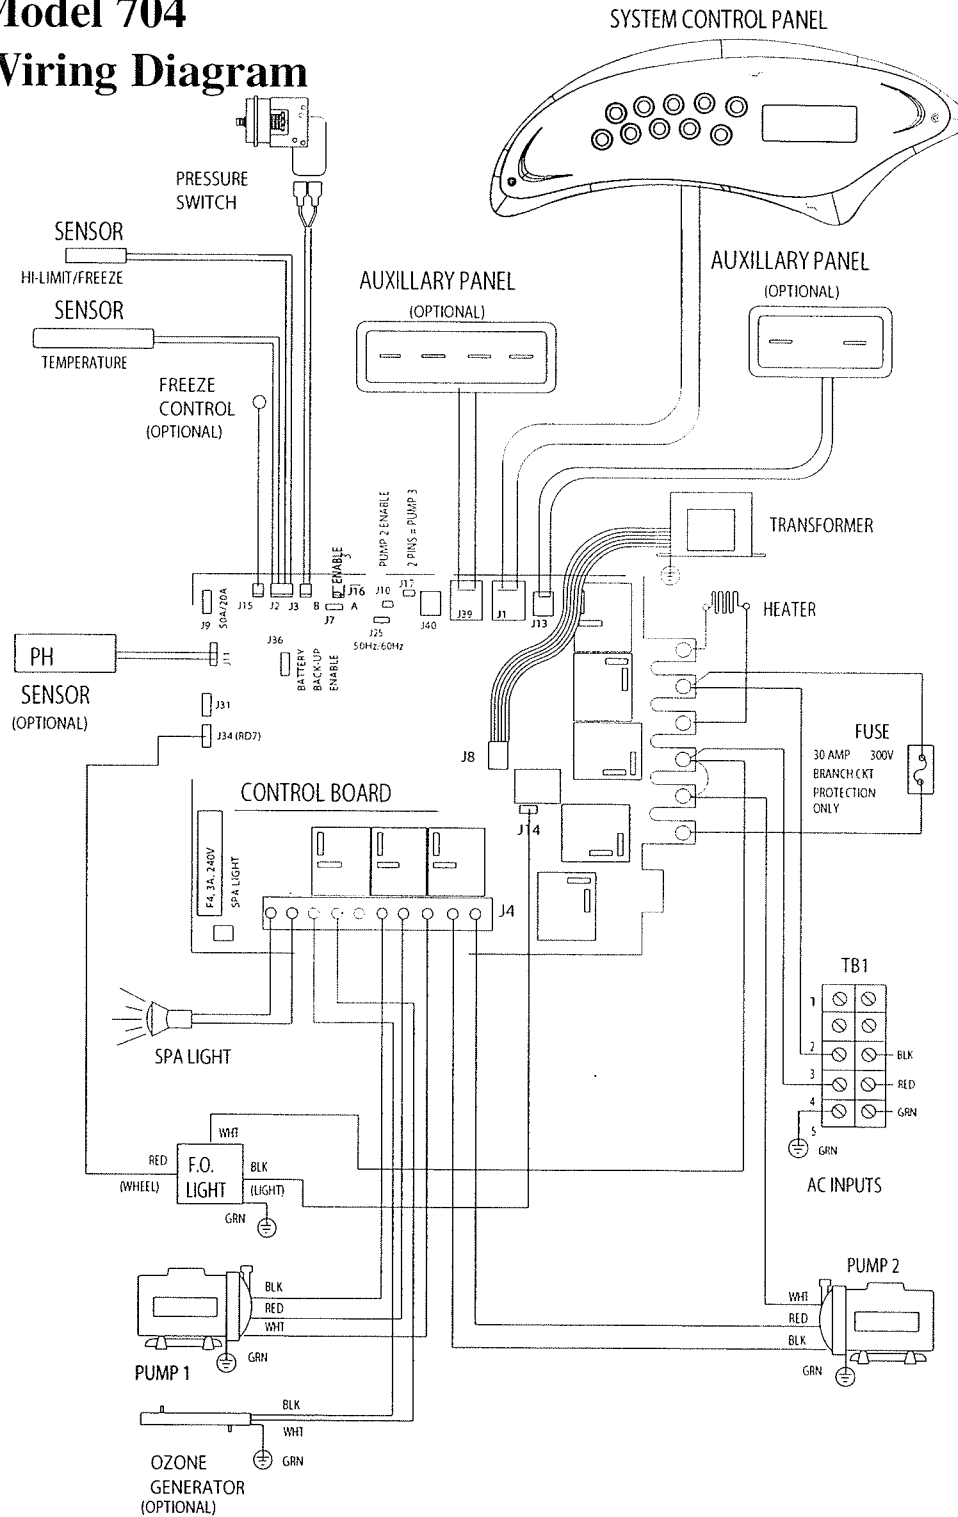 Model 704
Wiring Diagram
SYSTEM CONTROL PANEL
PRESSURE
SWITCH
SENSOR
HI-LIMIT/FREEZE
SENSOR
TEMPERATURE
FREEZE
CONTROL
(OPTIONAL)
AUXILLARY PANEL
(OPTIONAL)
AUXILLARY PANEL
(OPTIONAL)
TRANSFORMER
HEATER
PUMP 2 ENABLE
2 PINS = PUMP 3
ENABLE
J9
50A/20A
J15
J2
J3
B
J7
A
J16
J10
J17
J25
50Hz/60Hz
J40
J39
J1
J13
J36
BATTERY
BACK-UP
ENABLE
PH
SENSOR
(OPTIONAL)
J11
J31
J34 (RD7)
J8
J14
FUSE
30 AMP 300V
BRANCH CKT
PROTECTION
ONLY
CONTROL BOARD
F4, 3A, 240V
SPA LIGHT
J4
SPA LIGHT
TB1
1
2
BLK
3
RED
4
GRN
5
GRN
AC INPUTS
WHT
RED
(WHEEL)
F.O.
LIGHT
BLK
(LIGHT)
GRN
BLK
RED
WHT
GRN
PUMP 1
PUMP 2
WHT
RED
BLK
GRN
BLK
WHT
GRN
OZONE
GENERATOR
(OPTIONAL)